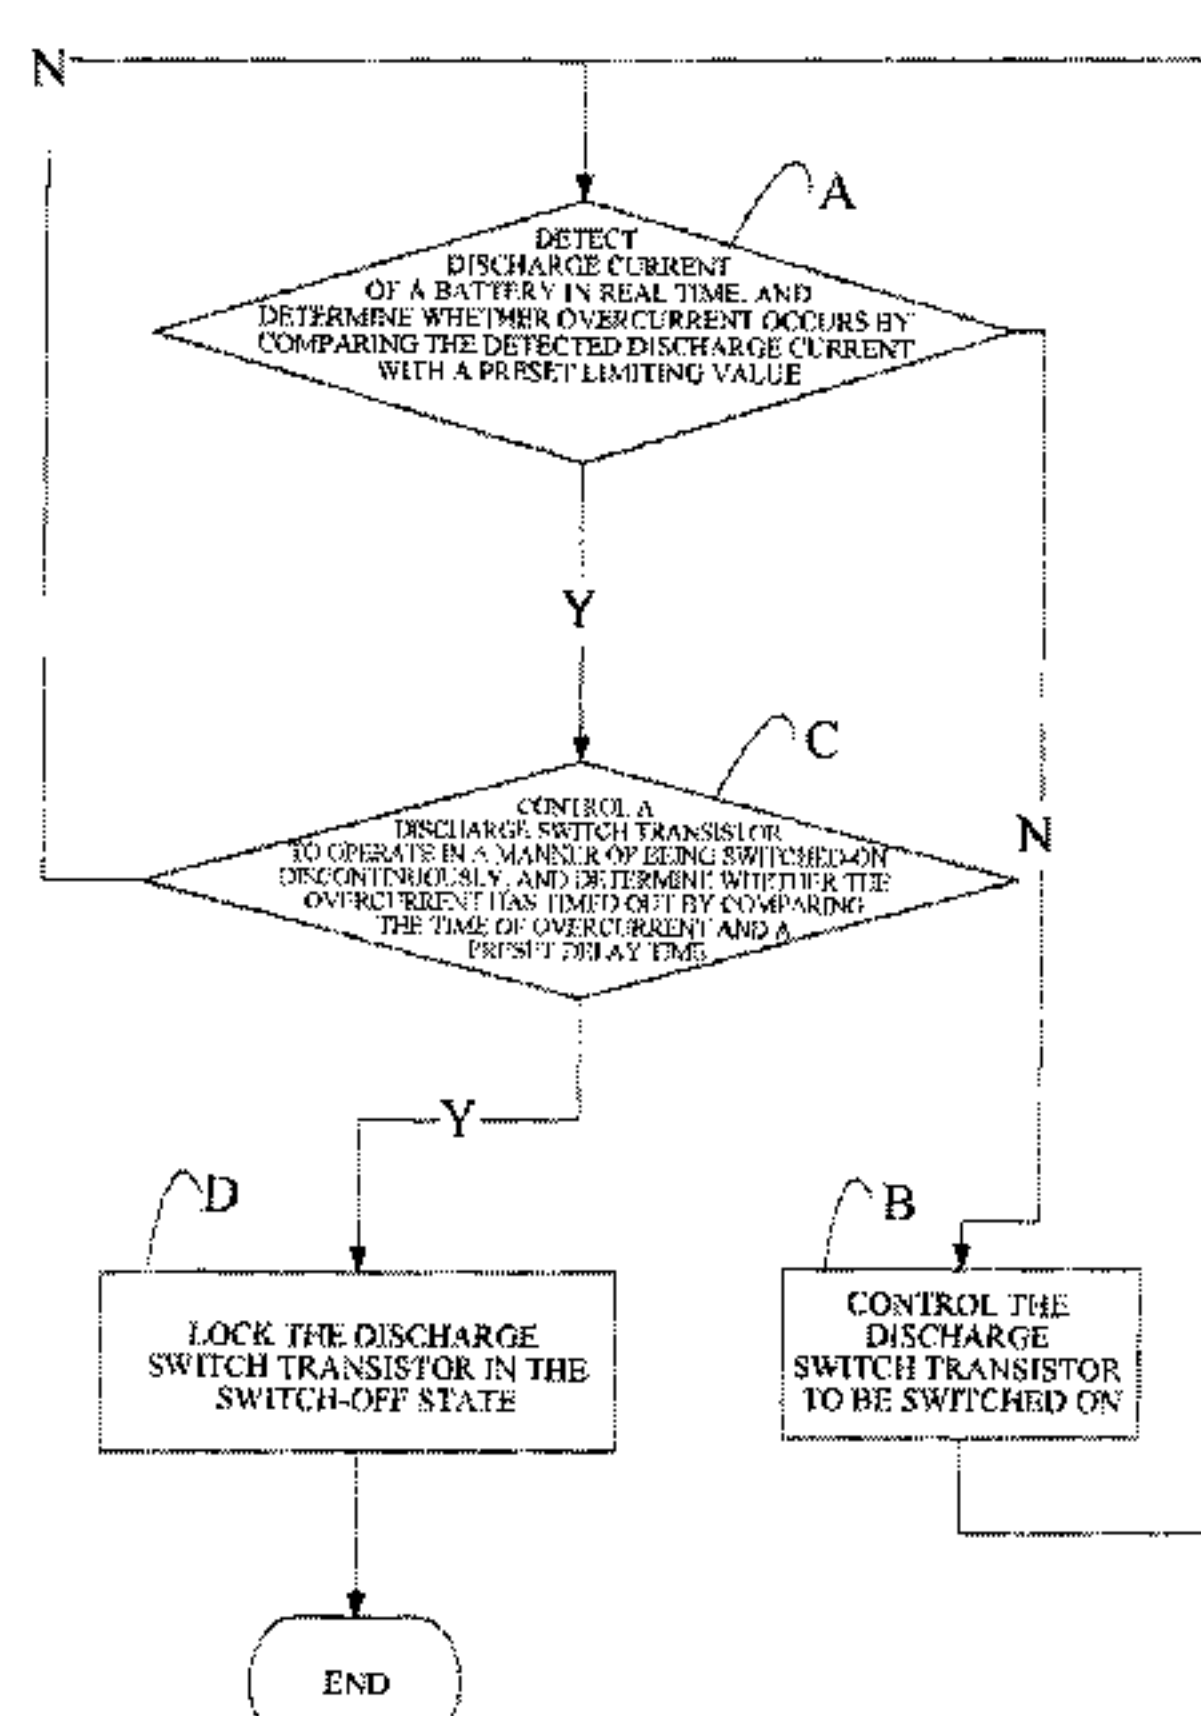 N
A
DETECT
DISCHARGE CURRENT
OF A BATTERY IN REAL TIME, AND
DETERMINE WHETHER OVERCURRENT OCCURS BY
COMPARING THE DETECTED DISCHARGE CURRENT
WITH A PRESET LIMITING VALUE
Y
C
CONTROL A
DISCHARGE SWITCH TRANSISTOR
TO OPERATE IN A MANNER OF BEING SWITCHED-ON
DISCONTINUOUSLY, AND DETERMINE WHETHER THE
OVERCURRENT HAS TIMED OUT BY COMPARING
THE TIME OF OVERCURRENT AND A
PRESET DELAY TIME
N
Y
D
B
LOCK THE DISCHARGE
SWITCH TRANSISTOR IN THE
SWITCH-OFF STATE
CONTROL THE
DISCHARGE
SWITCH TRANSISTOR
TO BE SWITCHED ON
END